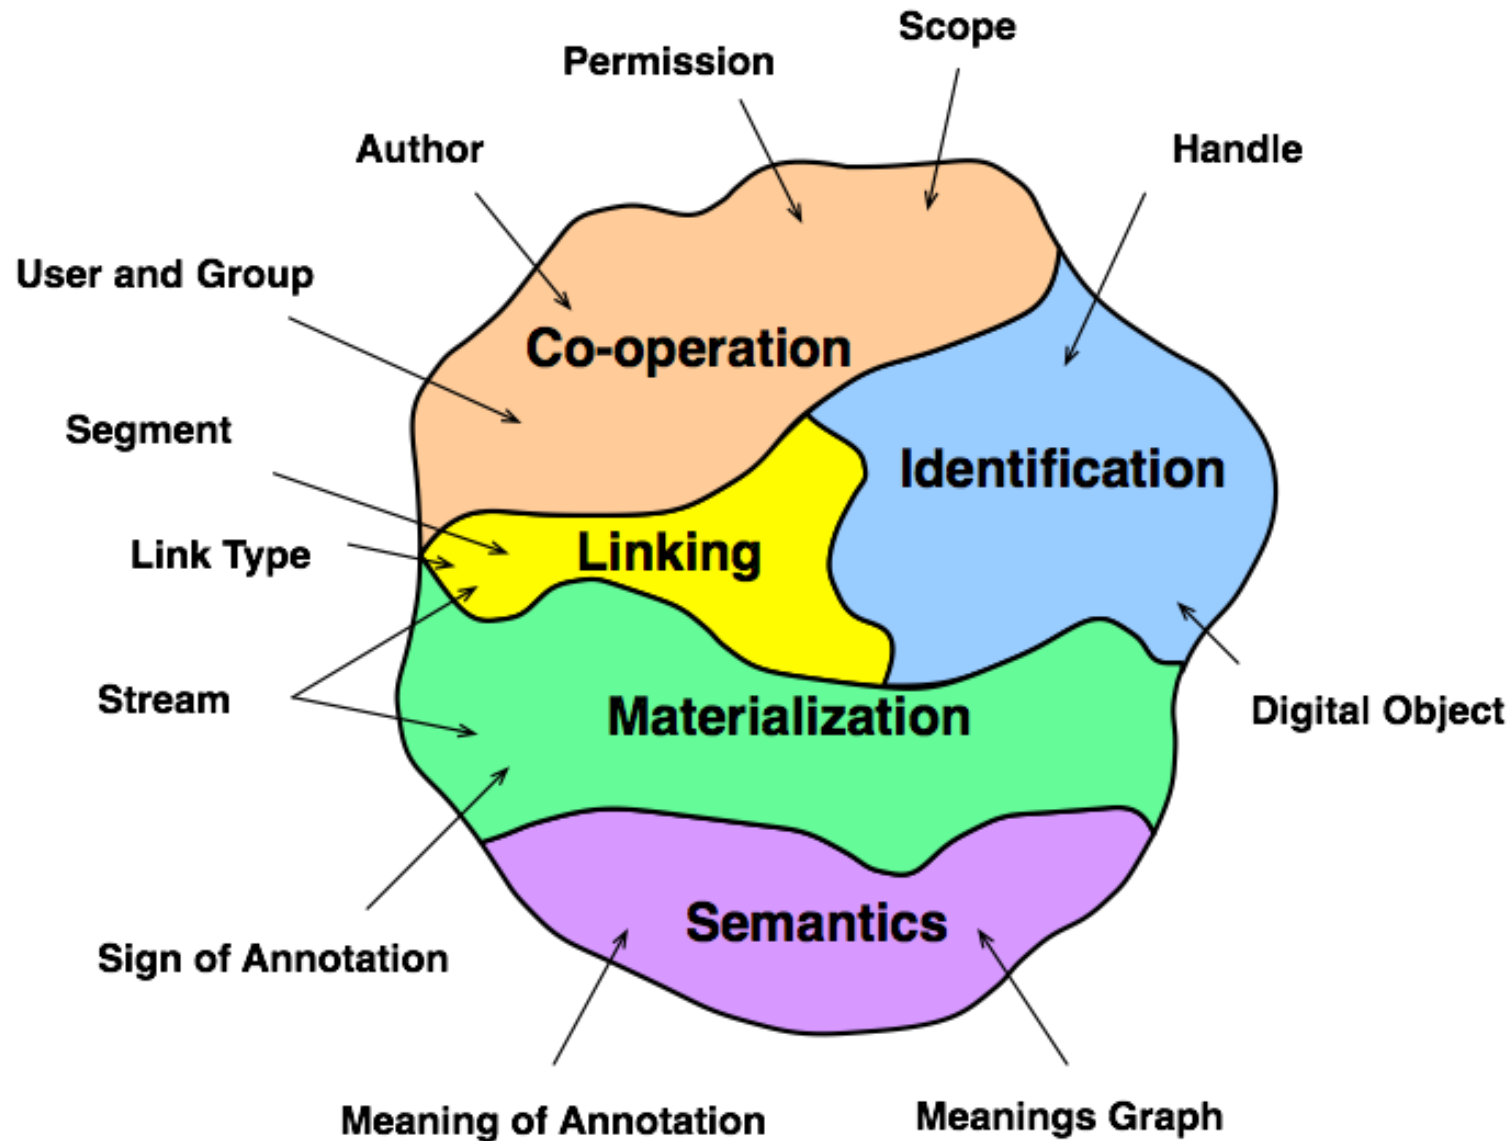 Scope
Permission
Author
Handle
User and Group
Co-operation
Segment
Identification
Linking
Link Type
Stream
Materialization
Digital Object
Semantics
Sign of Annotation
Meaning of Annotation
Meanings Graph